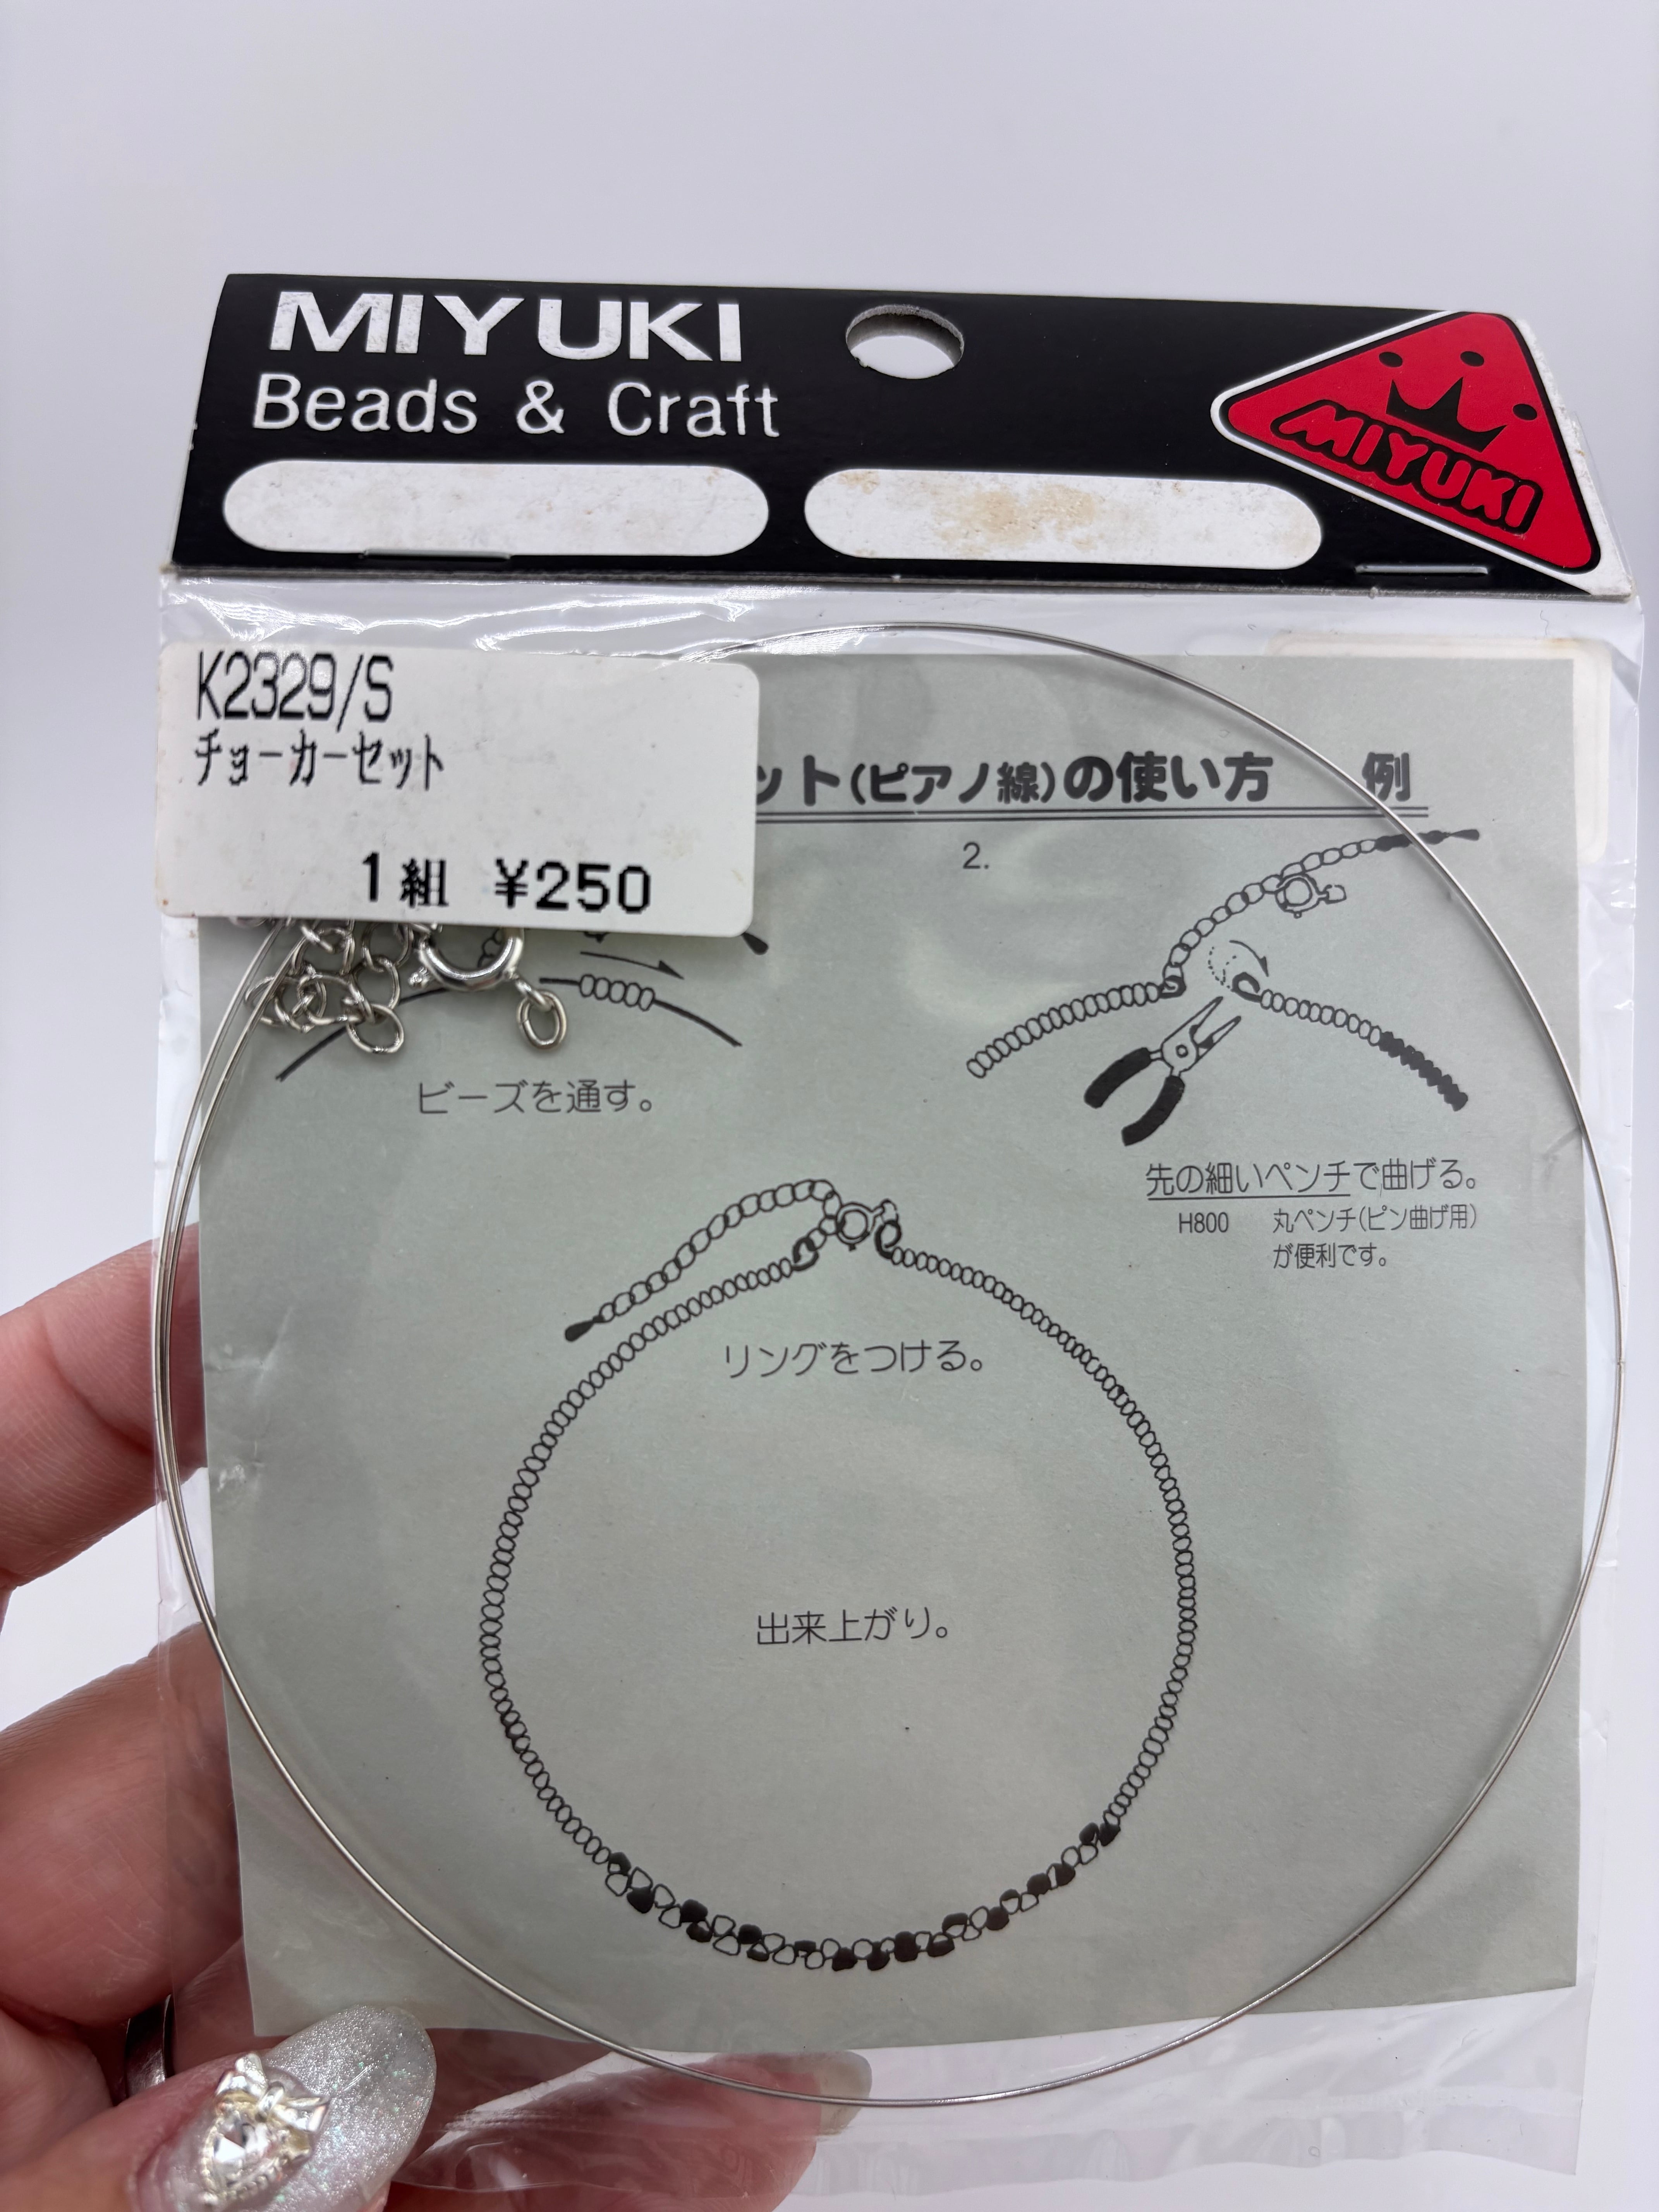 MIYUKI
Beads & Craft
MIYUKI
K2329/S
チョーカーセット
1組 ¥250
ット(ピアノ線)の使い方 例
2.
ビーズを通す。
先の細いペンチで曲げる。
H800 丸ペンチ(ピン曲げ用)
が便利です。
リングをつける。
出来上がり。